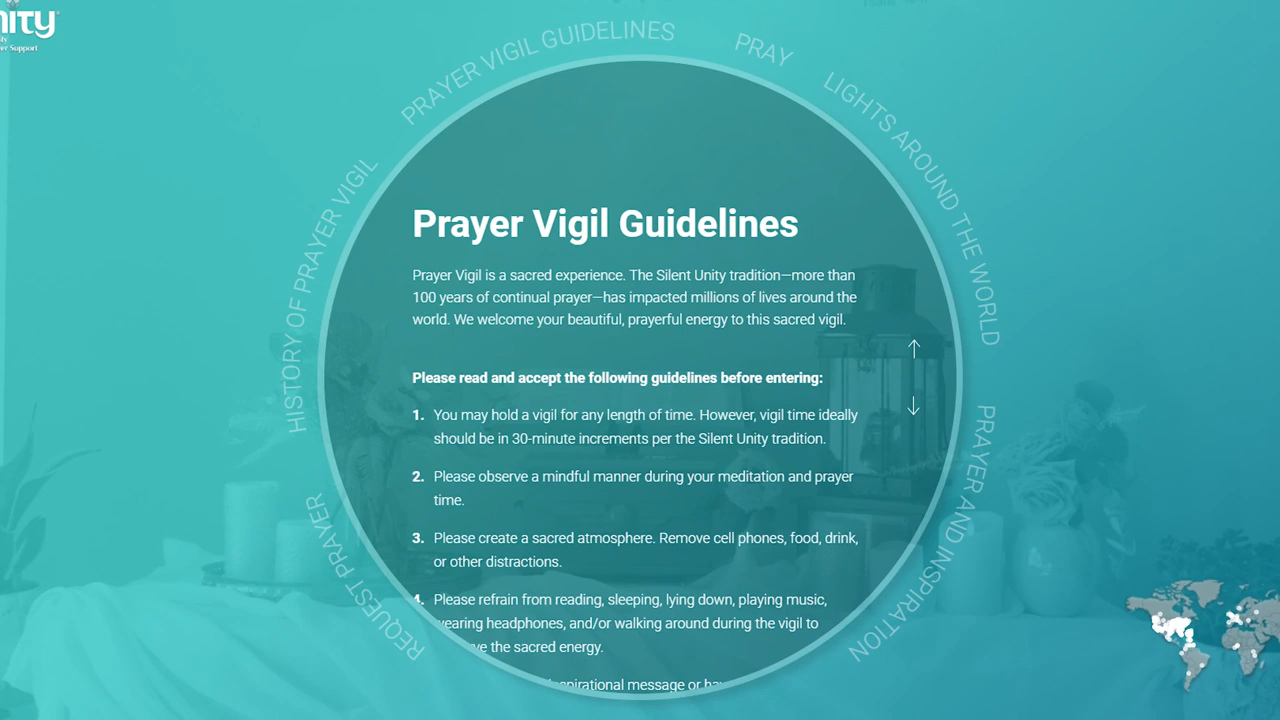 PRAYER VIGIL GUIDELINES
PRAY
LIGHTS AROUND THE WORLD
PRAYER AND INSPIRATION
REQUEST PRAYER
HISTORY OF PRAYER VIGIL
Prayer Vigil Guidelines
Prayer Vigil is a sacred experience. The Silent Unity tradition—more than
100 years of continual prayer—has impacted millions of lives around the
world. We welcome your beautiful, prayerful energy to this sacred vigil.
Please read and accept the following guidelines before entering:
1. You may hold a vigil for any length of time. However, vigil time ideally
should be in 30-minute increments per the Silent Unity tradition.
2. Please observe a mindful manner during your meditation and prayer
time.
3. Please create a sacred atmosphere. Remove cell phones, food, drink,
or other distractions.
4. Please refrain from reading, sleeping, lying down, playing music,
wearing headphones, and/or walking around during the vigil to
the sacred energy.
message or